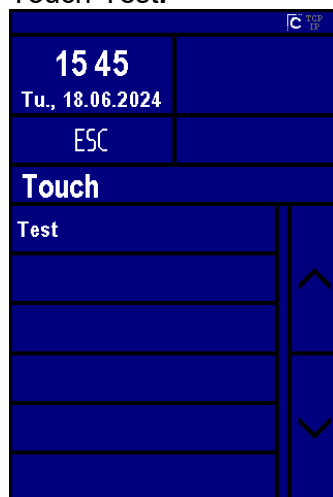 Touch Test.
C TCP IP
15 45
Tu., 18.06.2024
ESC
Touch
Test